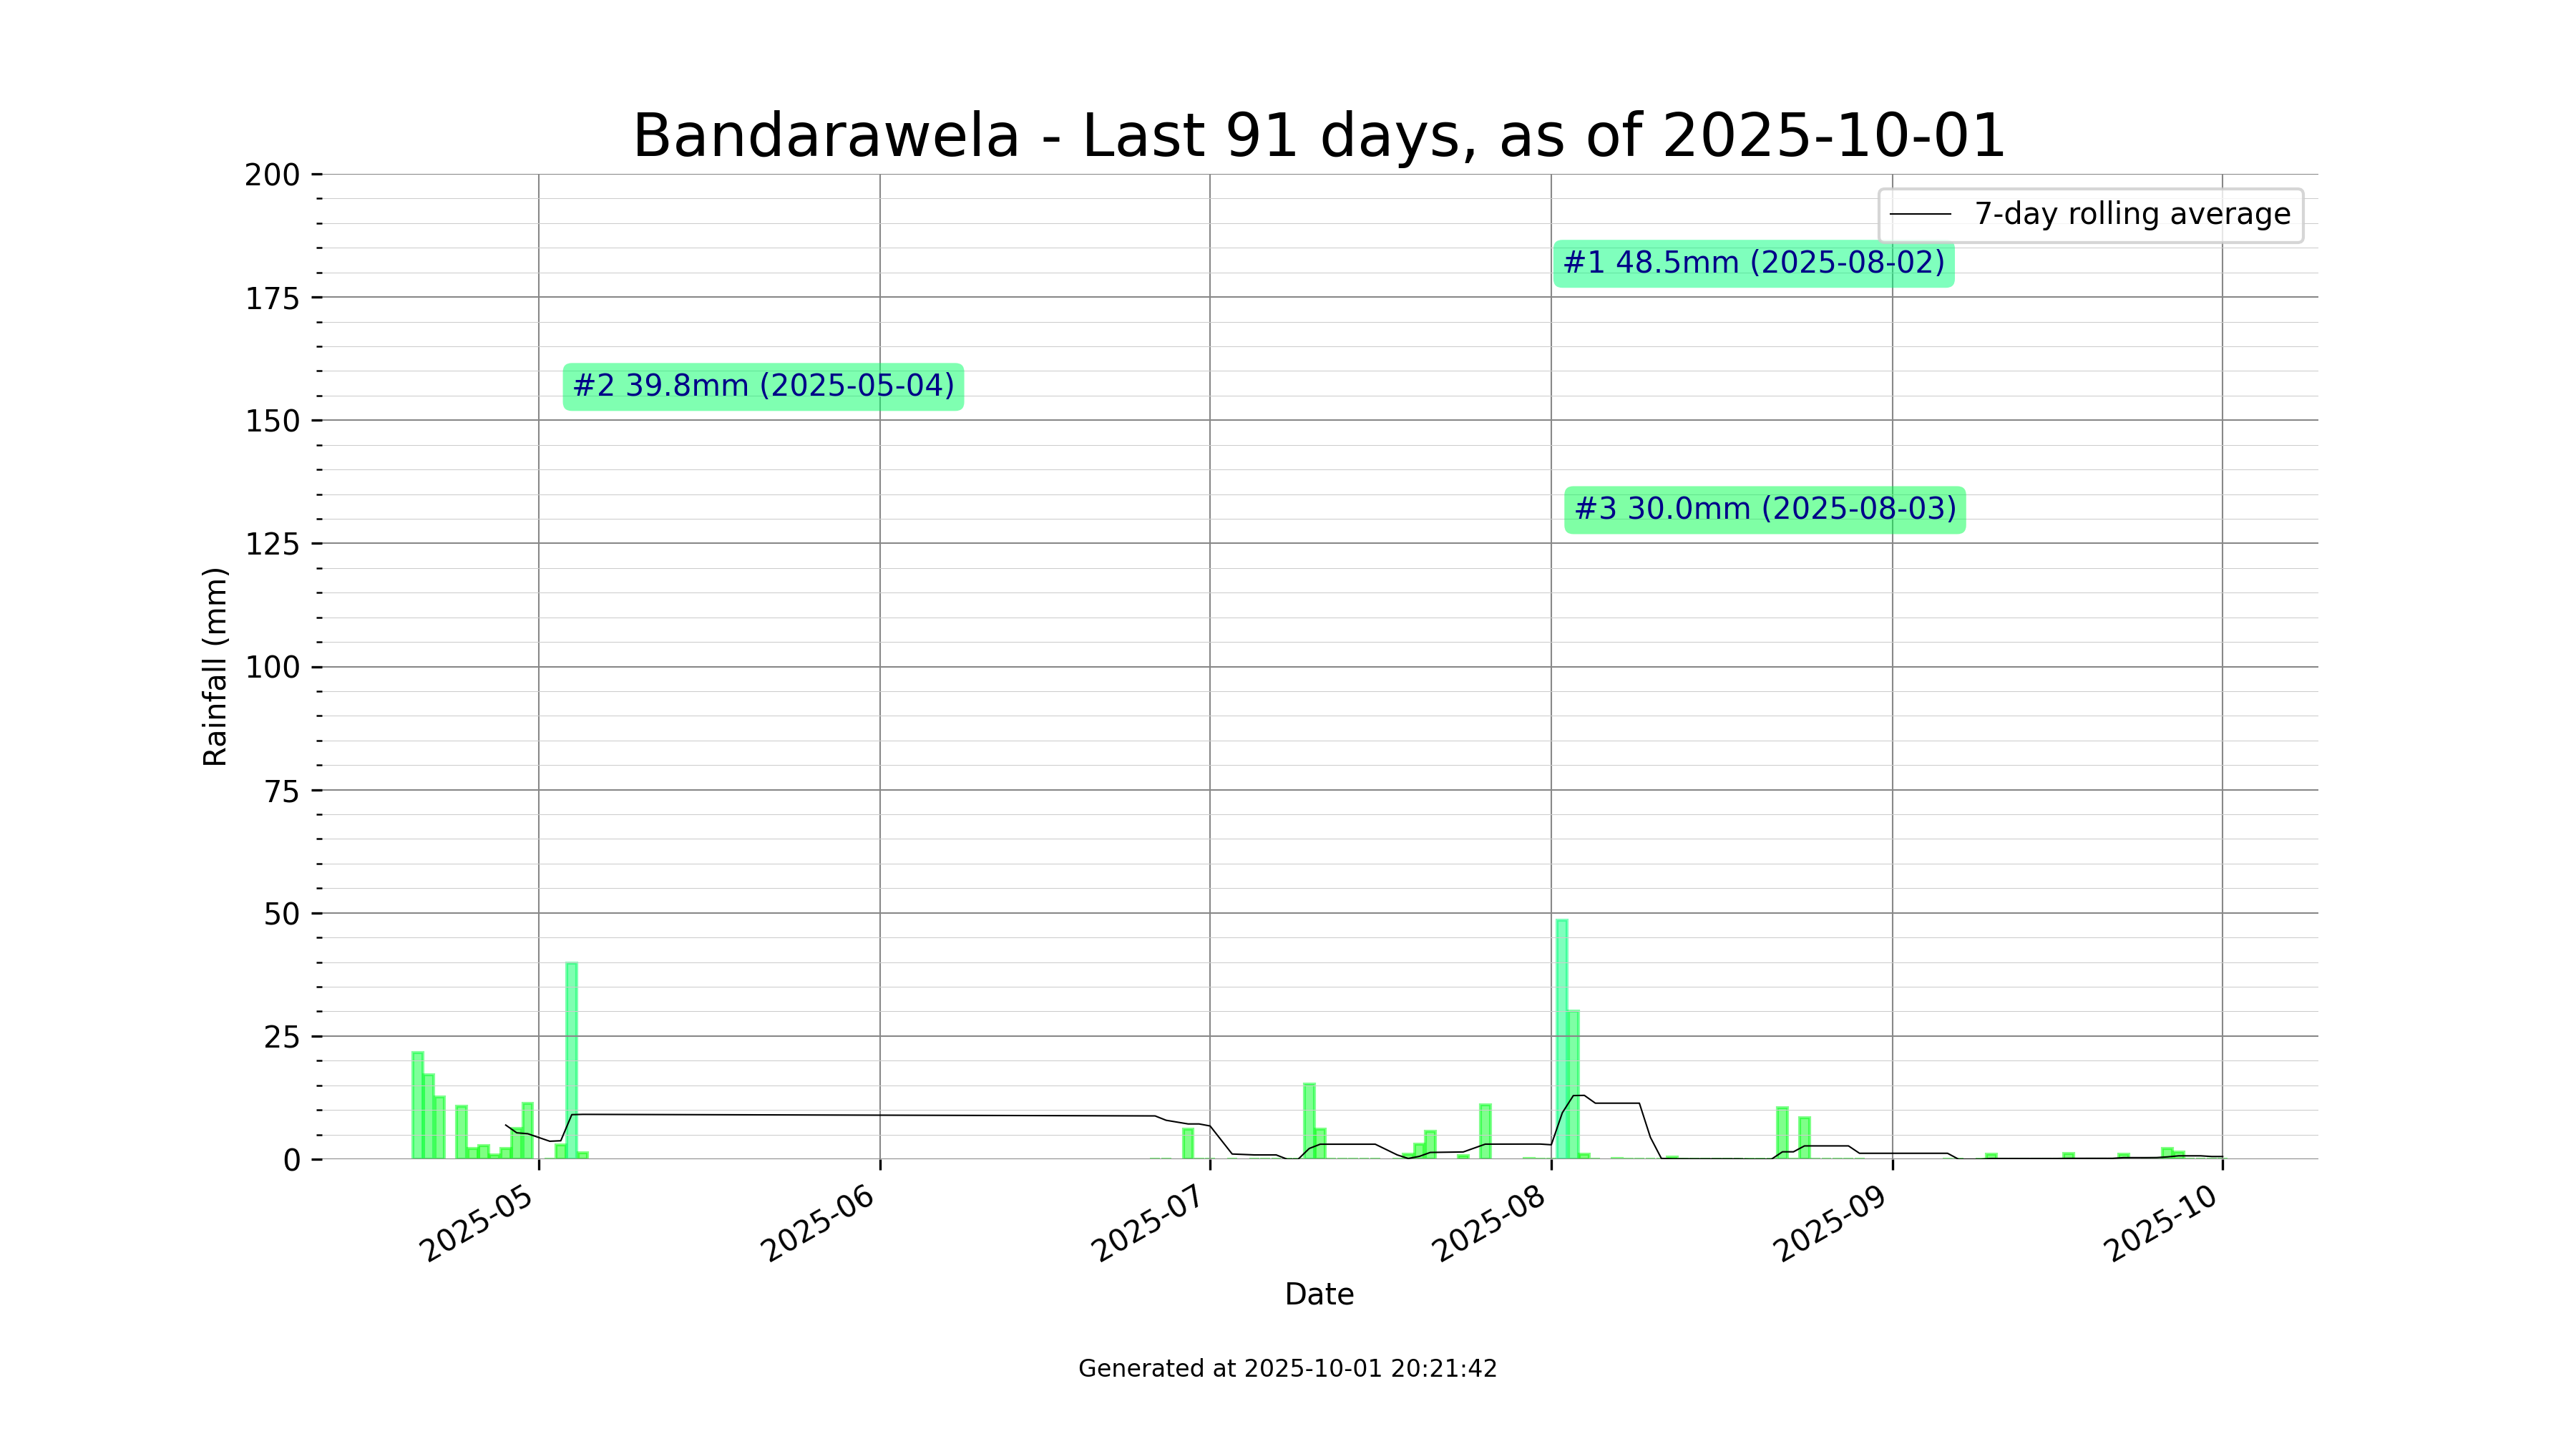 Bandarawela - Last 91 days, as of 2025-10-01
7-day rolling average
#1 48.5mm (2025-08-02)
#2 39.8mm (2025-05-04)
#3 30.0mm (2025-08-03)
Rainfall (mm)
200
175
150
125
100
75
50
25
0
2025-05
2025-06
2025-07
2025-08
2025-09
2025-10
Date
Generated at 2025-10-01 20:21:42